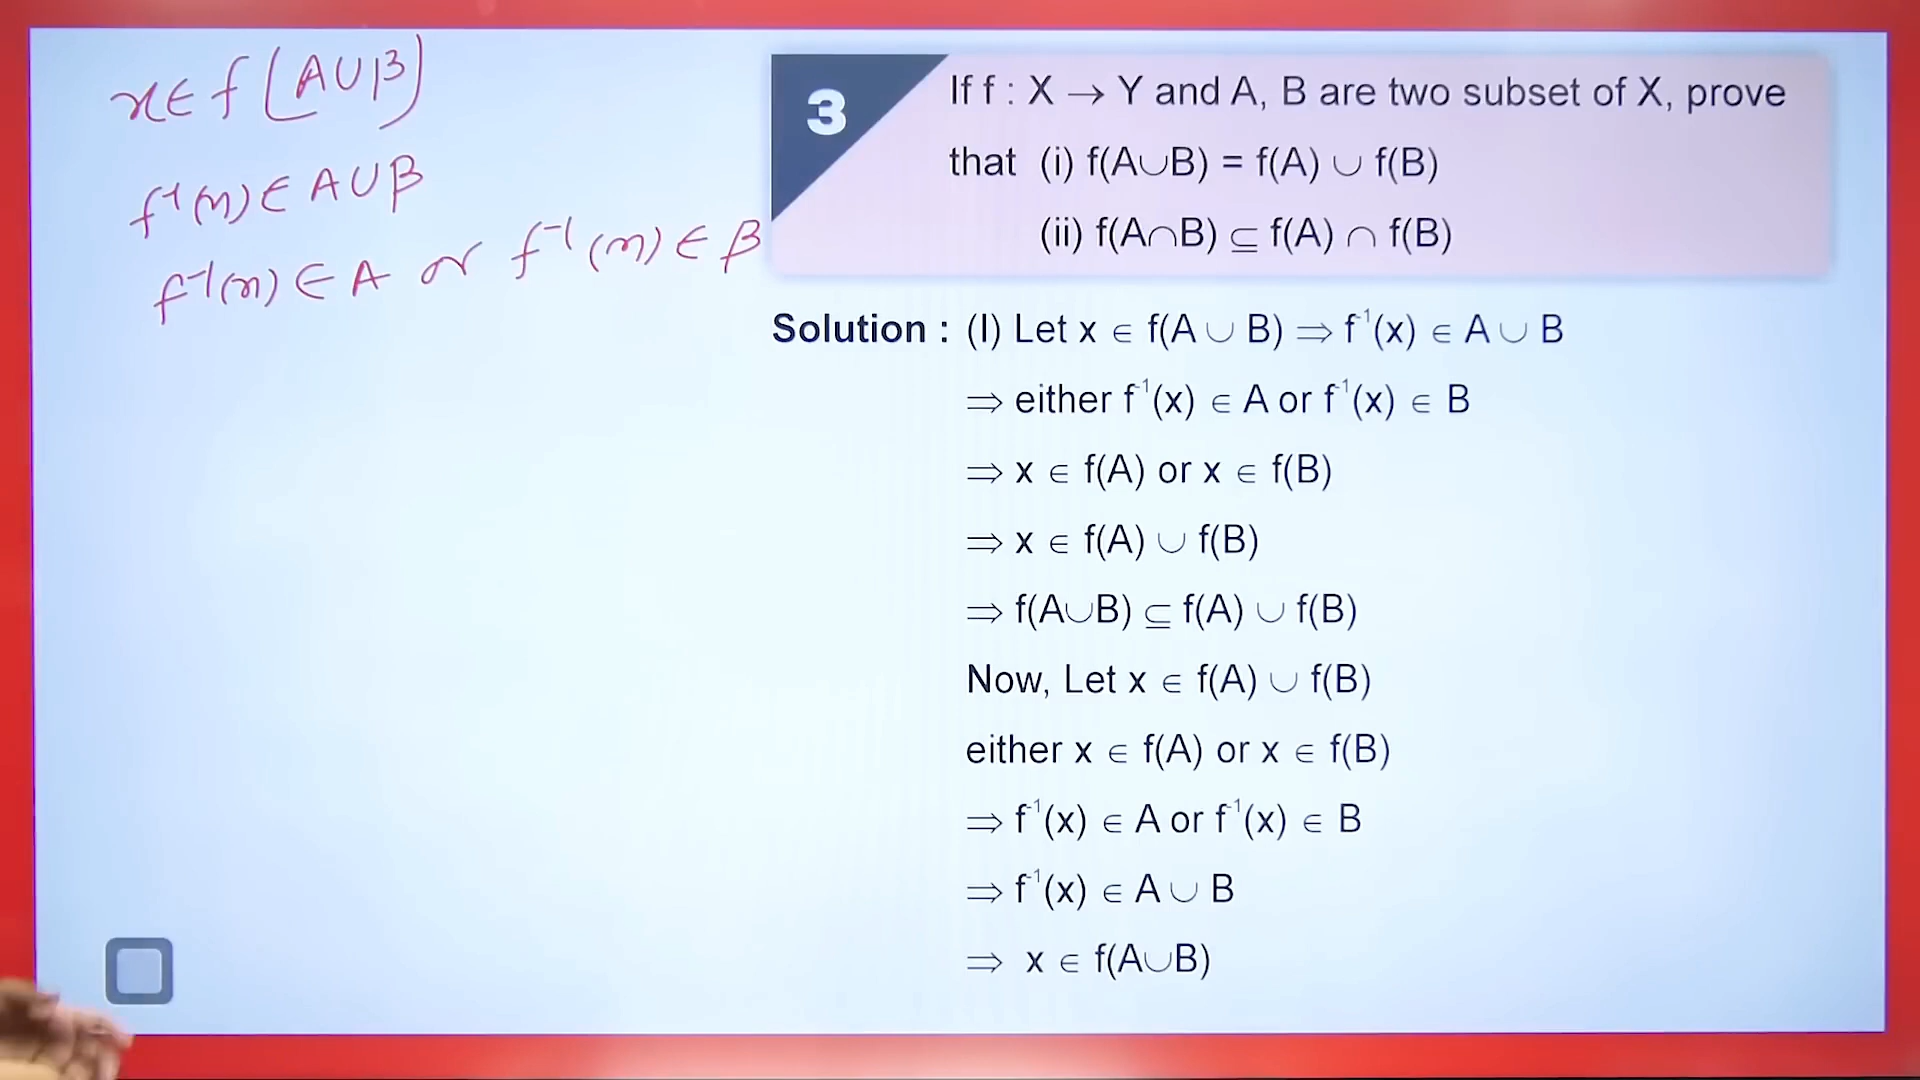 x∈ f(A∪B)
f⁻¹(x) ∈ A∪B
f⁻¹(x) ∈ A or f⁻¹(x) ∈ B
3
If f : X → Y and A, B are two subset of X, prove
that (i) f(A∪B) = f(A) ∪ f(B)
(ii) f(A∩B) ⊆ f(A) ∩ f(B)
Solution : (I) Let x ∈ f(A ∪ B) ⇒ f⁻¹(x) ∈ A ∪ B
⇒ either f⁻¹(x) ∈ A or f⁻¹(x) ∈ B
⇒ x ∈ f(A) or x ∈ f(B)
⇒ x ∈ f(A) ∪ f(B)
⇒ f(A∪B) ⊆ f(A) ∪ f(B)
Now, Let x ∈ f(A) ∪ f(B)
either x ∈ f(A) or x ∈ f(B)
⇒ f⁻¹(x) ∈ A or f⁻¹(x) ∈ B
⇒ f⁻¹(x) ∈ A ∪ B
⇒ x ∈ f(A∪B)